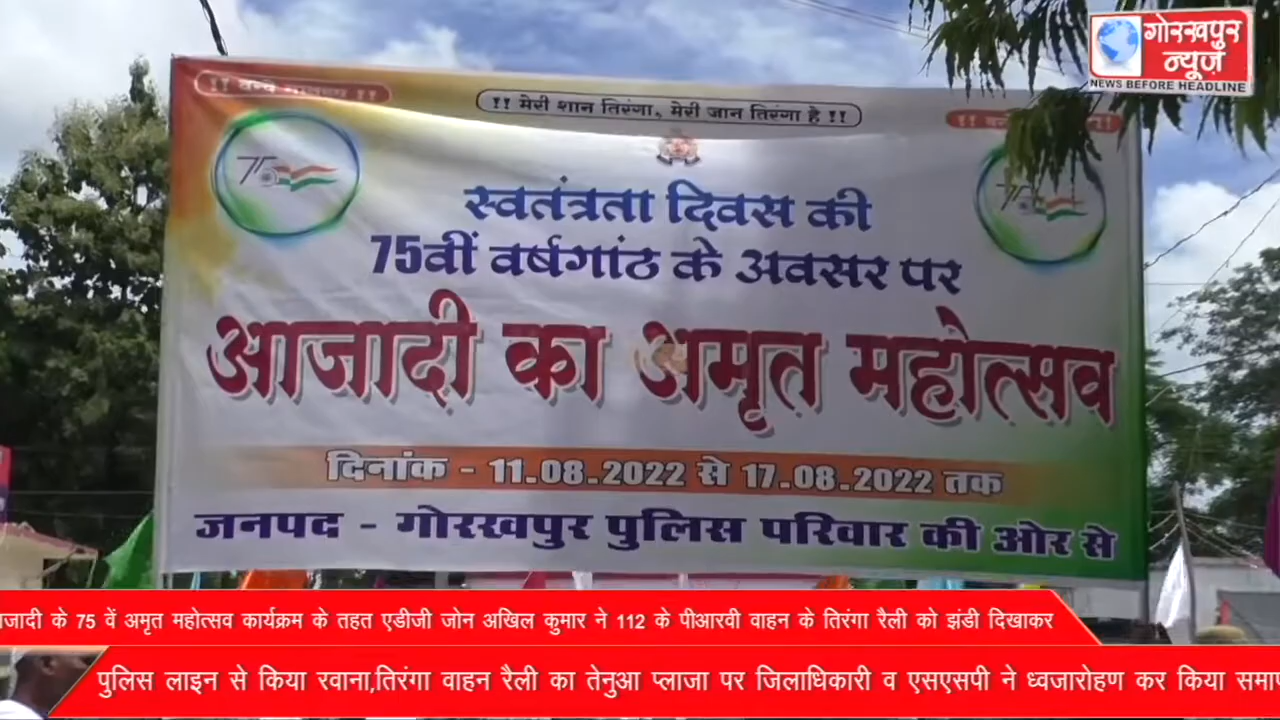 गोरखपुर
न्यूज़
NEWS BEFORE HEADLINE
!! मेरी शान तिरंगा, मेरी जान तिरंगा है !!
75
स्वतंत्रता दिवस की
75वीं वर्षगांठ के अवसर पर
आजादी का अमृत महोत्सव
दिनांक - 11.08.2022 से 17.08.2022 तक
जनपद - गोरखपुर पुलिस परिवार की ओर से
के 75 वें अमृत महोत्सव कार्यक्रम के तहत एडीजी जोन अखिल कुमार ने 112 के पीआरवी वाहन के तिरंगा रैली को झंडी दिखाकर
पुलिस लाइन से किया रवाना,तिरंगा वाहन रैली का तेनुआ प्लाजा पर जिलाधिकारी व एसएसपी ने ध्वजारोहण कर किया